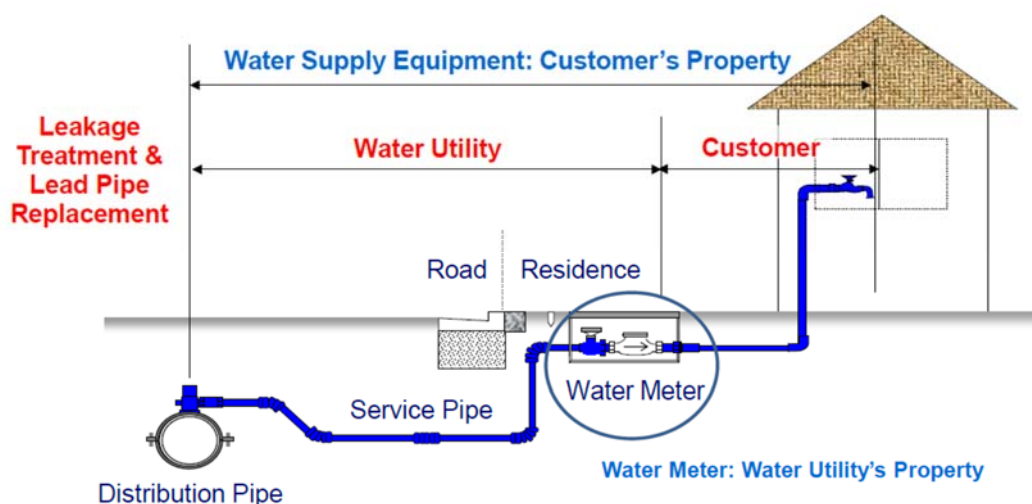 Water Supply Equipment: Customer's Property
Leakage
Treatment &
Lead Pipe
Replacement
Water Utility
Customer
Road
Residence
Service Pipe
Water Meter
Water Meter: Water Utility's Property
Distribution Pipe